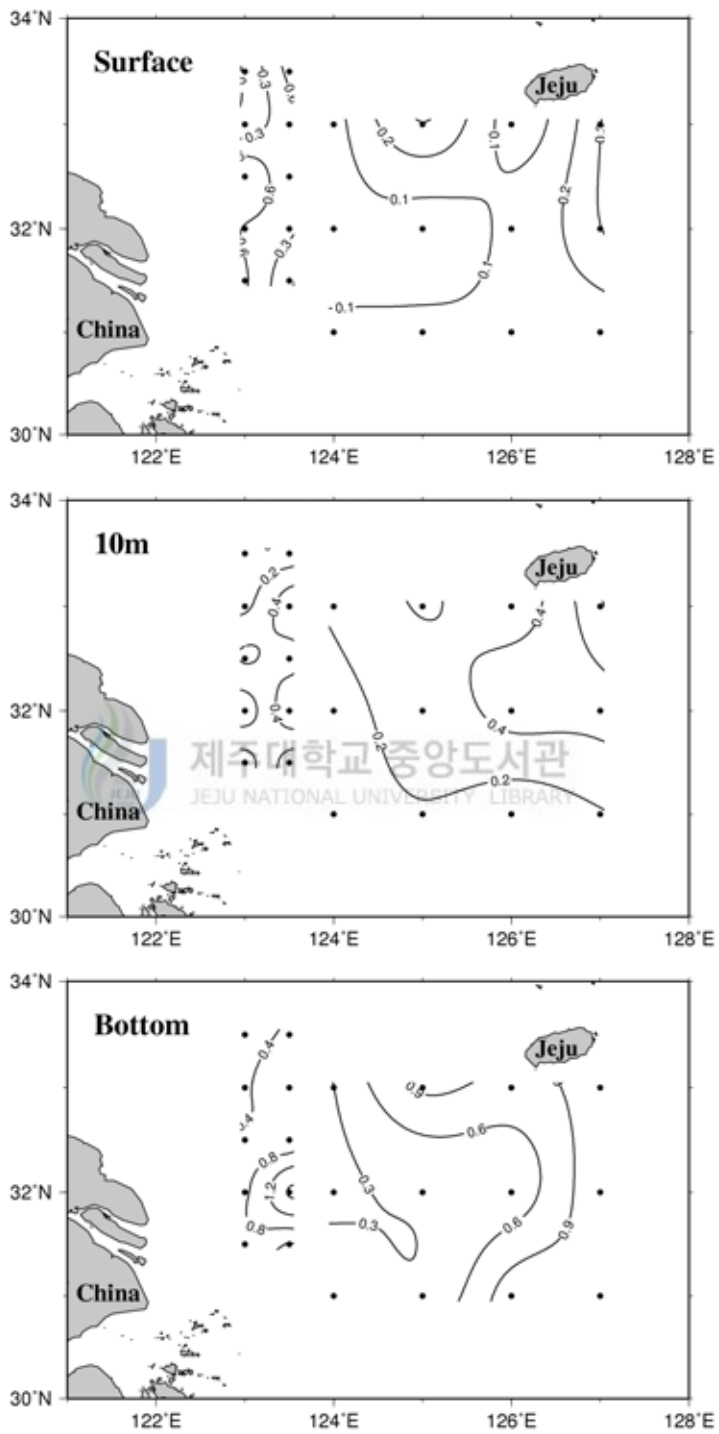 34°N
Surface
Jeju
0.3
0.3
0.2
0.1
0.3
0.6
0.1
0.2
32°N
0.3
0.1
0.1
China
30°N
122°E 124°E 126°E 128°E
34°N
10m
Jeju
0.2
0.4
0.4
32°N
0.4
0.2
0.4
제주대학교 중앙도서관
JEJU NATIONAL UNIVERSITY LIBRARY
JEJU
0.2
China
30°N
122°E 124°E 126°E 128°E
34°N
Bottom
Jeju
0.4
0.9
0.4
0.6
0.8
0.3
1.2
32°N
0.8
0.3
0.6
0.9
China
30°N
122°E 124°E 126°E 128°E